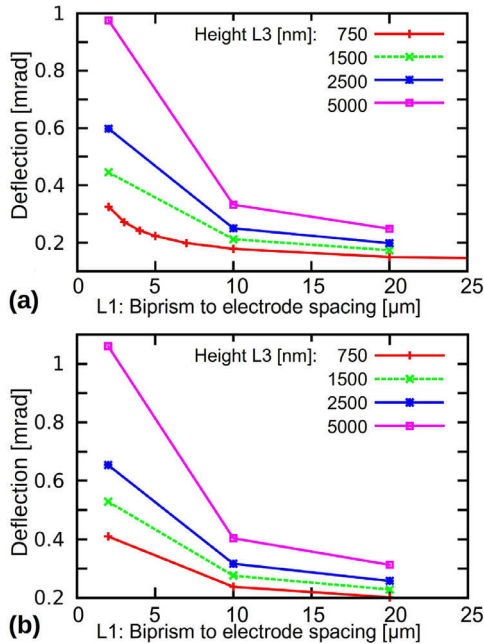 Height L3 [nm]: 750
1500
2500
5000
1
0.8
0.6
0.4
0.2
Deflection [mrad]
0 5 10 15 20 25
(a) L1: Biprism to electrode spacing [µm]
Height L3 [nm]: 750
1500
2500
5000
1
0.8
0.6
0.4
0.2
Deflection [mrad]
0 5 10 15 20 25
(b) L1: Biprism to electrode spacing [µm]